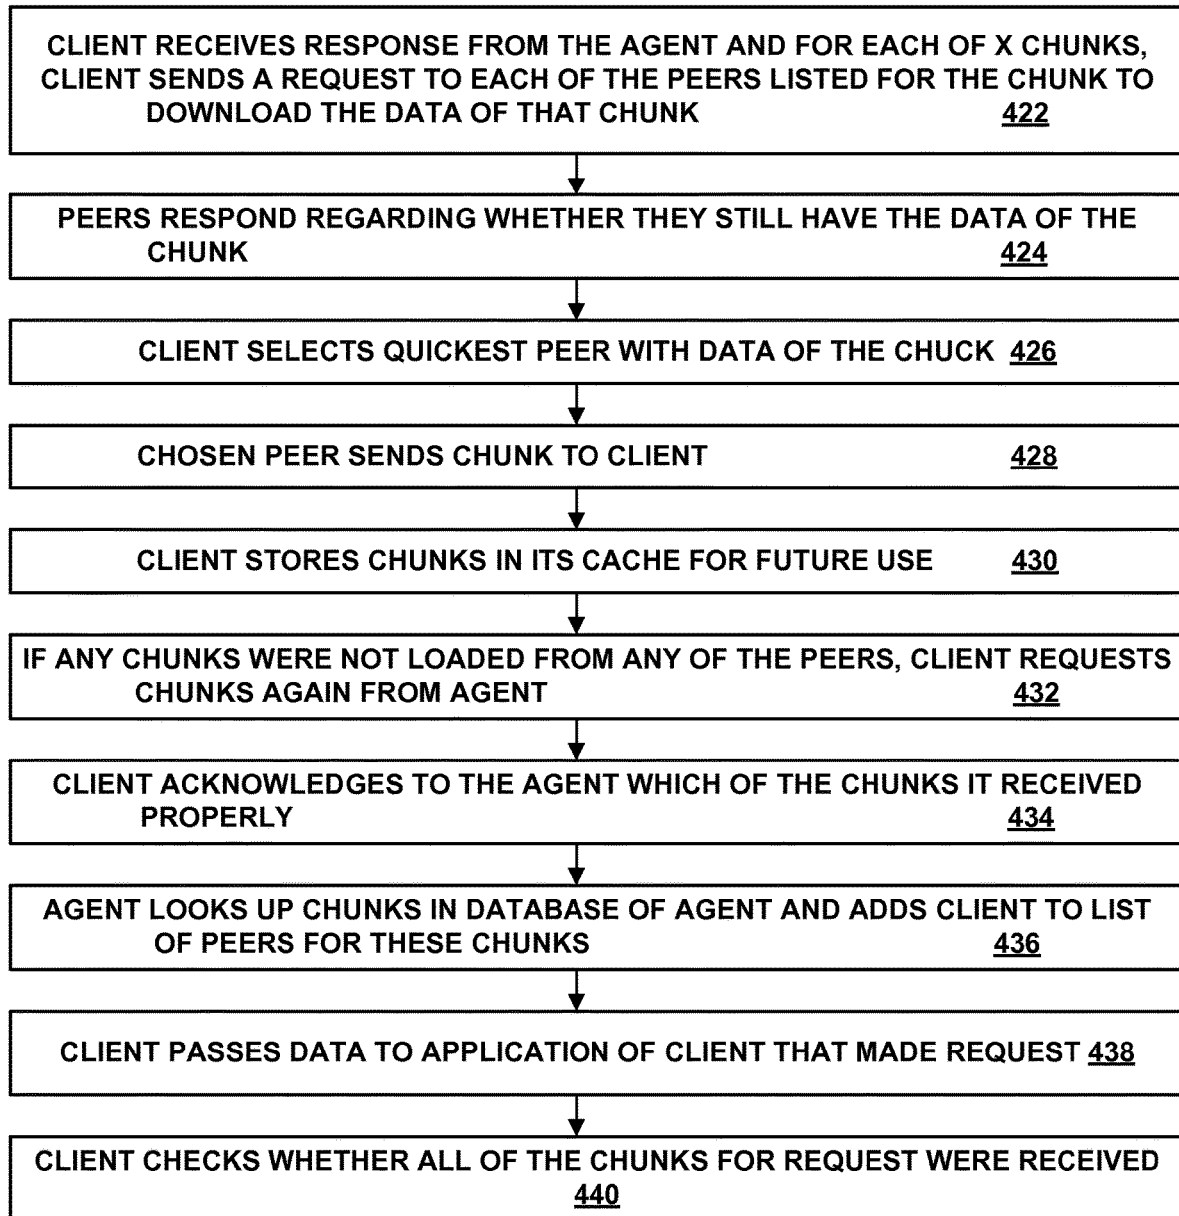 CLIENT RECEIVES RESPONSE FROM THE AGENT AND FOR EACH OF X CHUNKS,
CLIENT SENDS A REQUEST TO EACH OF THE PEERS LISTED FOR THE CHUNK TO
DOWNLOAD THE DATA OF THAT CHUNK 422
PEERS RESPOND REGARDING WHETHER THEY STILL HAVE THE DATA OF THE
CHUNK 424
CLIENT SELECTS QUICKEST PEER WITH DATA OF THE CHUCK 426
CHOSEN PEER SENDS CHUNK TO CLIENT 428
CLIENT STORES CHUNKS IN ITS CACHE FOR FUTURE USE 430
IF ANY CHUNKS WERE NOT LOADED FROM ANY OF THE PEERS, CLIENT REQUESTS
CHUNKS AGAIN FROM AGENT 432
CLIENT ACKNOWLEDGES TO THE AGENT WHICH OF THE CHUNKS IT RECEIVED
PROPERLY 434
AGENT LOOKS UP CHUNKS IN DATABASE OF AGENT AND ADDS CLIENT TO LIST
OF PEERS FOR THESE CHUNKS 436
CLIENT PASSES DATA TO APPLICATION OF CLIENT THAT MADE REQUEST 438
CLIENT CHECKS WHETHER ALL OF THE CHUNKS FOR REQUEST WERE RECEIVED
440